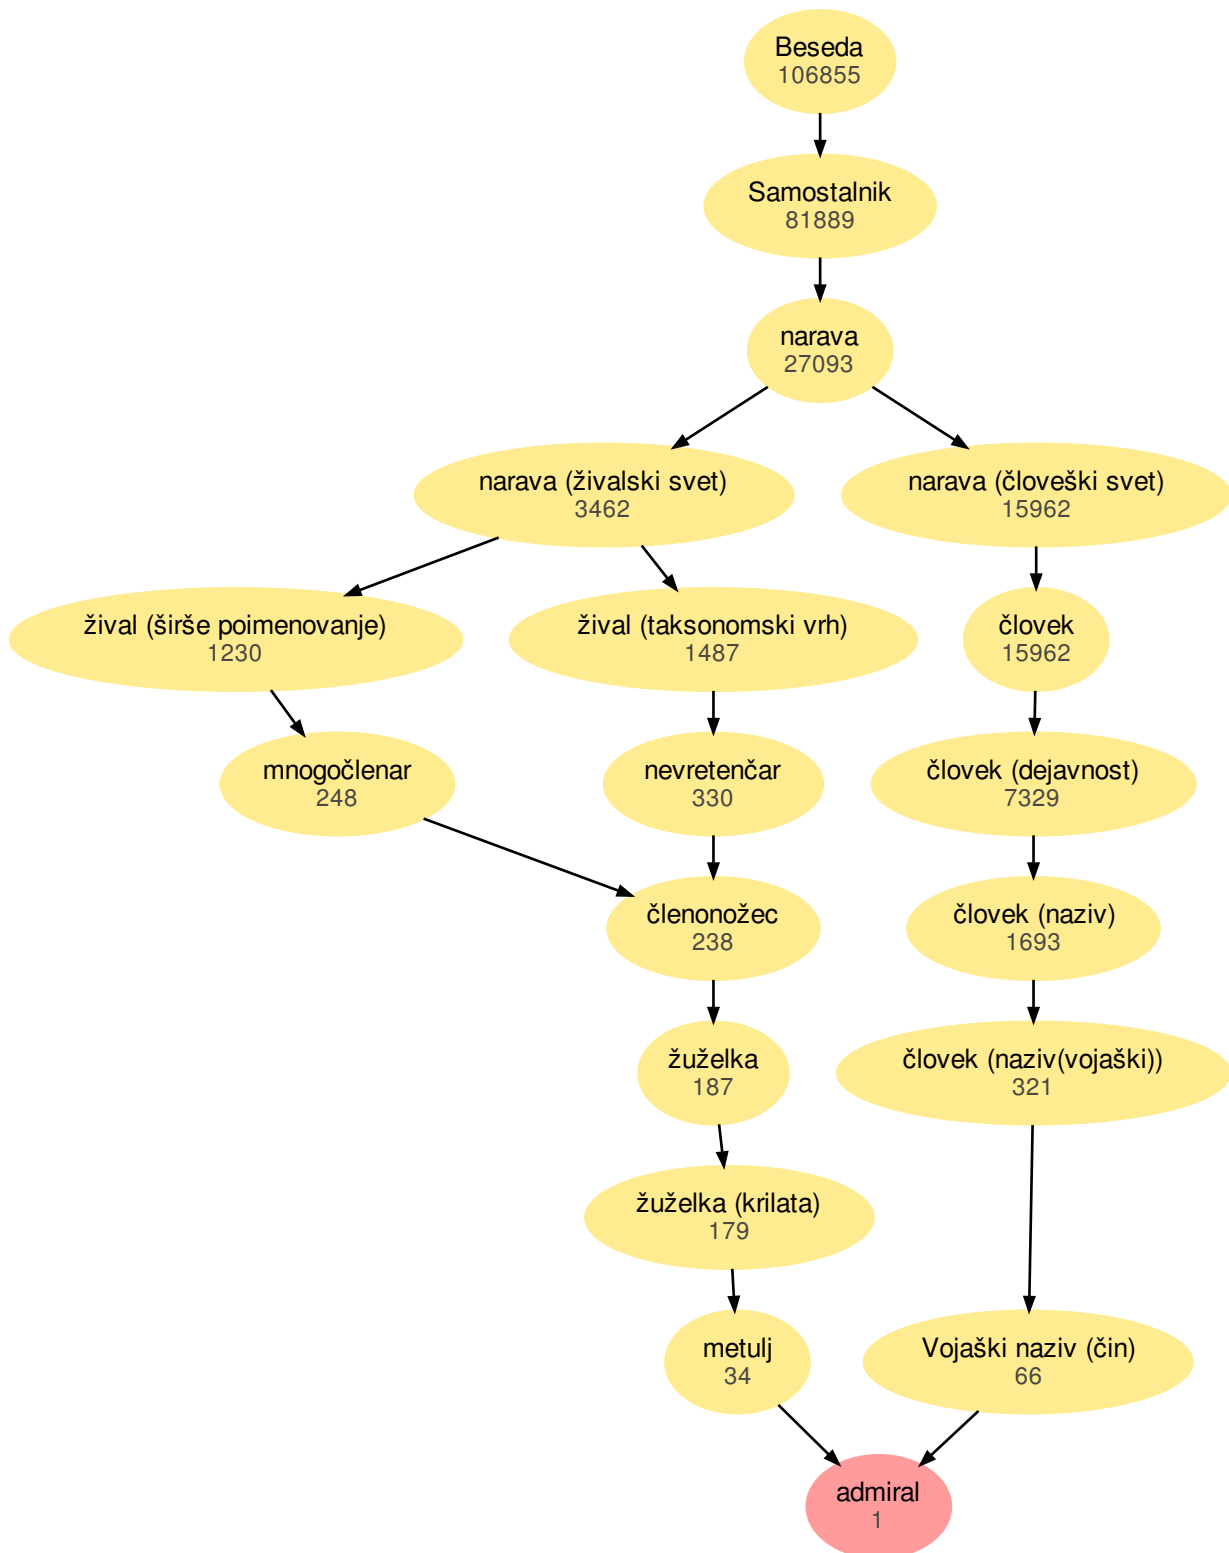 Beseda
106855
Samostalnik
81889
narava
27093
narava (živalski svet)
3462
narava (človeški svet)
15962
žival (širše poimenovanje)
1230
žival (taksonomski vrh)
1487
človek
15962
mnogočlenar
248
nevretenčar
330
človek (dejavnost)
7329
členonožec
238
človek (naziv)
1693
žuželka
187
človek (naziv(vojaški))
321
žuželka (krilata)
179
metulj
34
Vojaški naziv (čin)
66
admiral
1